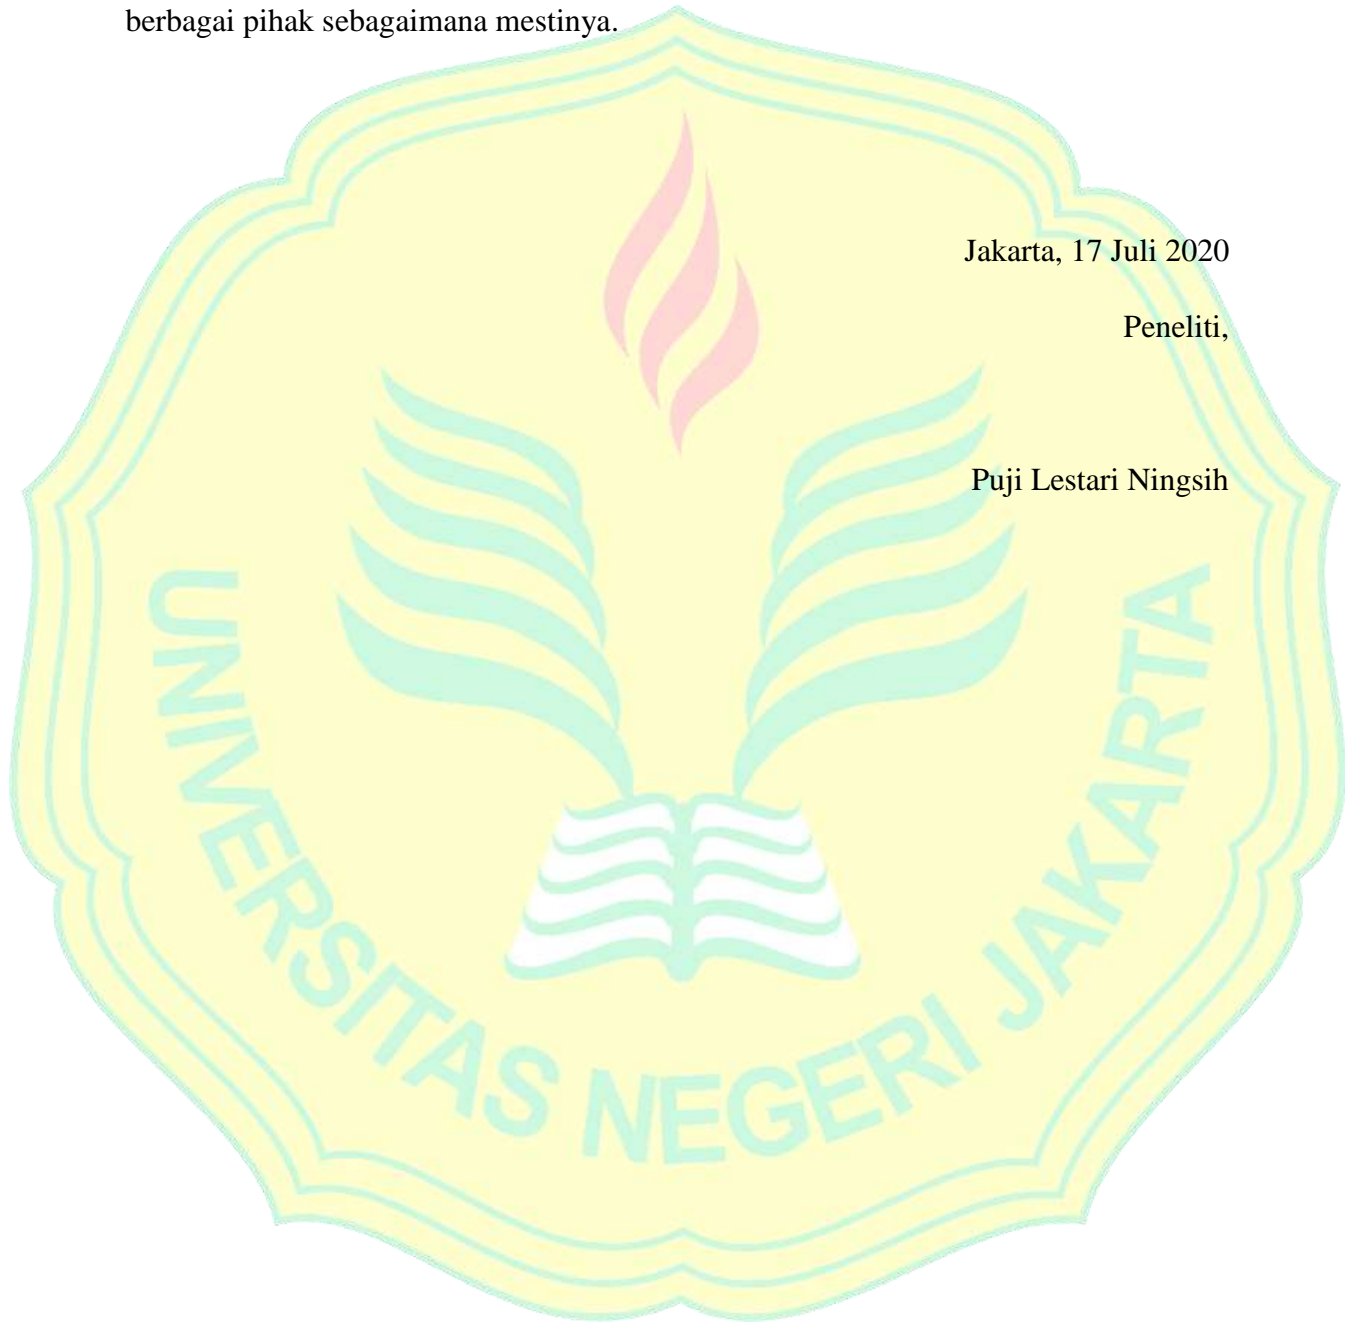 berbagai pihak sebagaimana mestinya.
Jakarta, 17 Juli 2020
Peneliti,
Puji Lestari Ningsih
UNIVERSITAS NEGERI JAKARTA